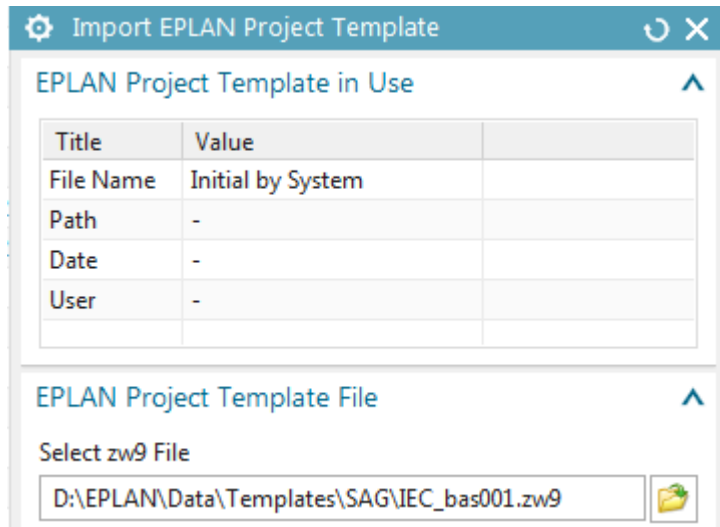 Import EPLAN Project Template
EPLAN Project Template in Use
Title Value
File Name Initial by System
Path -
Date -
User -
EPLAN Project Template File
Select zw9 File
D:\EPLAN\Data\Templates\SAG\IEC_bas001.zw9